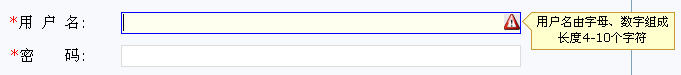 *用 户 名:
用户名由字母、数字组成
长度4-10个字符
*密 码: